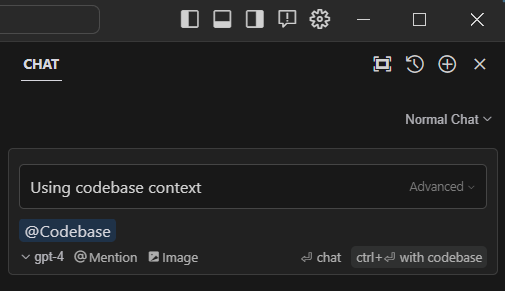 CHAT
Normal Chat
Using codebase context Advanced
@Codebase
gpt-4 @Mention Image ⏎ chat ctrl+⏎ with codebase